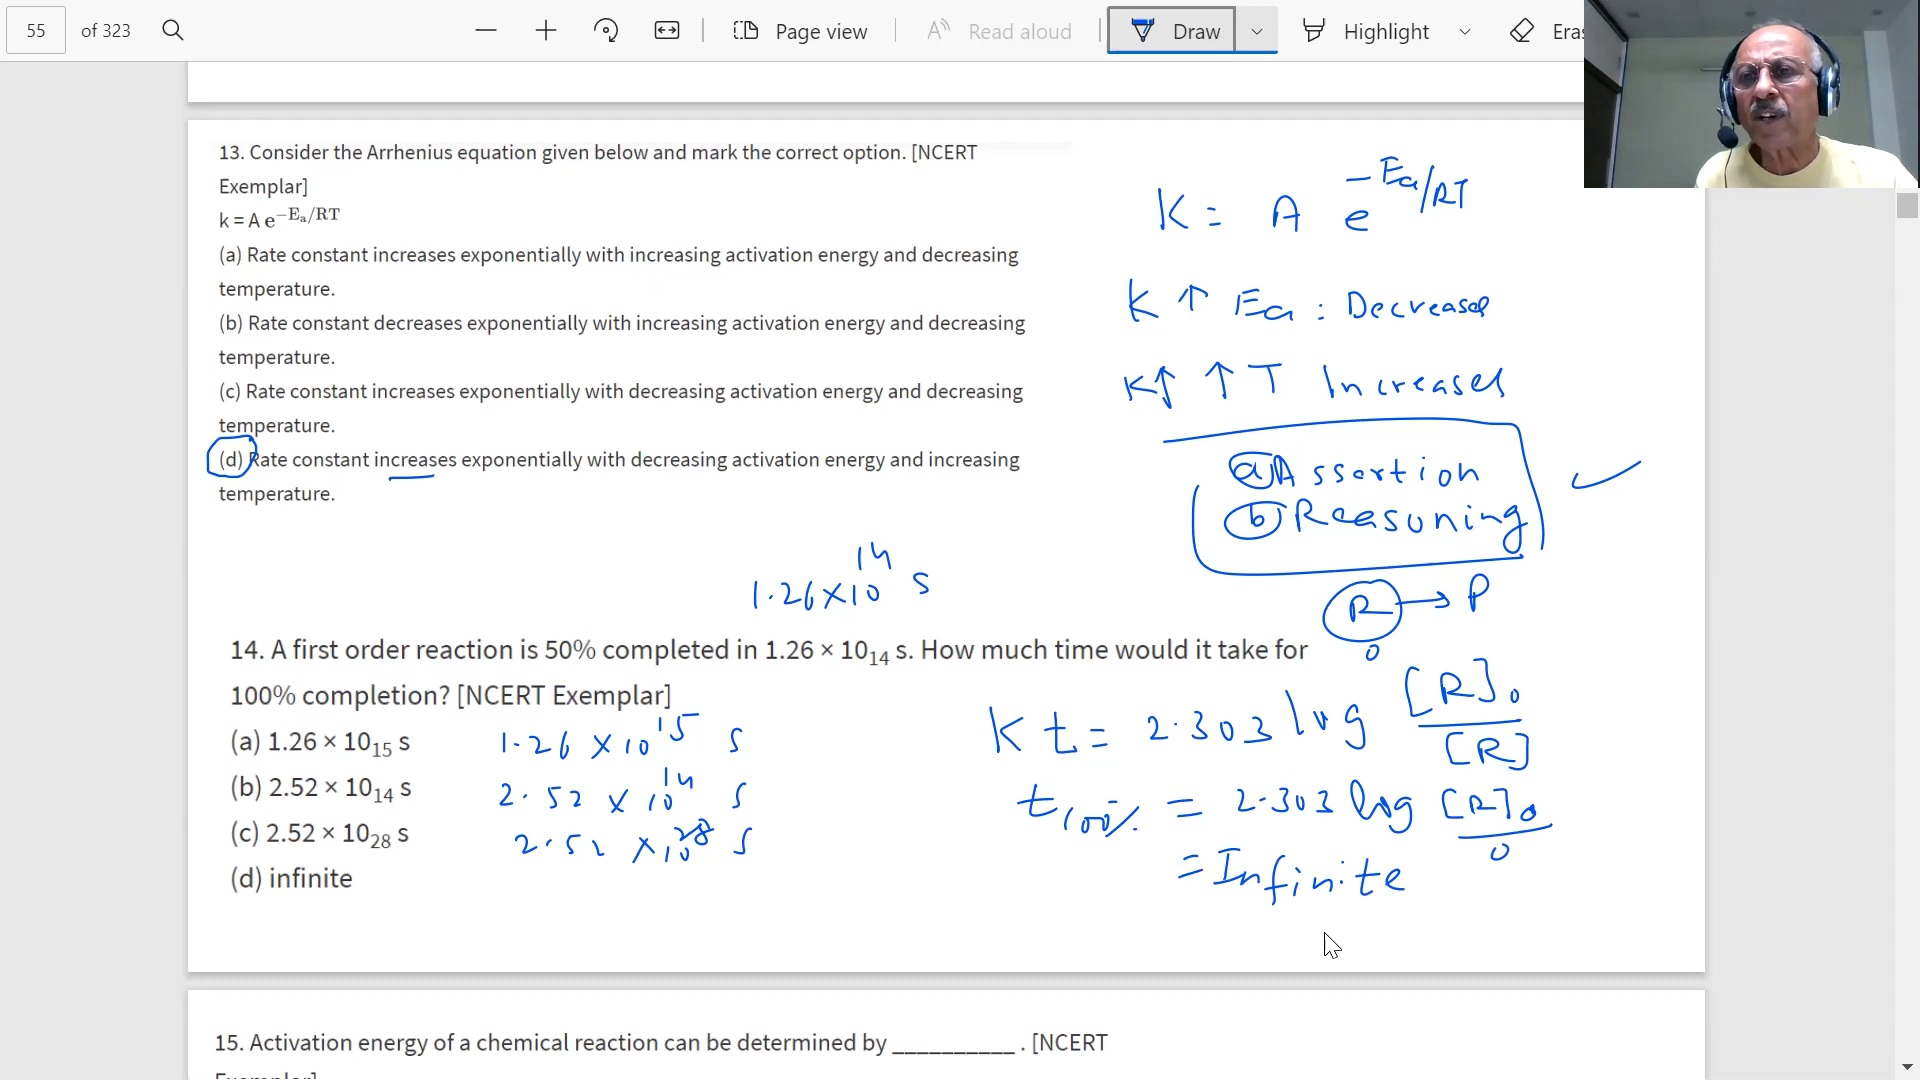 55 of 323 Page view Read aloud Draw Highlight Eras
13. Consider the Arrhenius equation given below and mark the correct option. [NCERT
Exemplar]
k = A e^−Eₐ/RT
(a) Rate constant increases exponentially with increasing activation energy and decreasing
temperature.
(b) Rate constant decreases exponentially with increasing activation energy and decreasing
temperature.
(c) Rate constant increases exponentially with decreasing activation energy and decreasing
temperature.
(d) Rate constant increases exponentially with decreasing activation energy and increasing
temperature.
K = A e^−Ea/RT
K ↑ Ea : Decreased
K↑ ↑ T Increases
(a) Assertion
(b) Reasoning
R → P
0
1.26×10^14 s
14. A first order reaction is 50% completed in 1.26 × 10₁₄ s. How much time would it take for
100% completion? [NCERT Exemplar]
(a) 1.26 × 10₁₅ s
(b) 2.52 × 10₁₄ s
(c) 2.52 × 10₂₈ s
(d) infinite
1.26 × 10^15 s
2.52 × 10^14 s
2.52 × 10^28 s
K t = 2.303 log [R]₀/[R]
t100% = 2.303 log [R]₀/0
= Infinite
15. Activation energy of a chemical reaction can be determined by __________ . [NCERT
Exemplar]